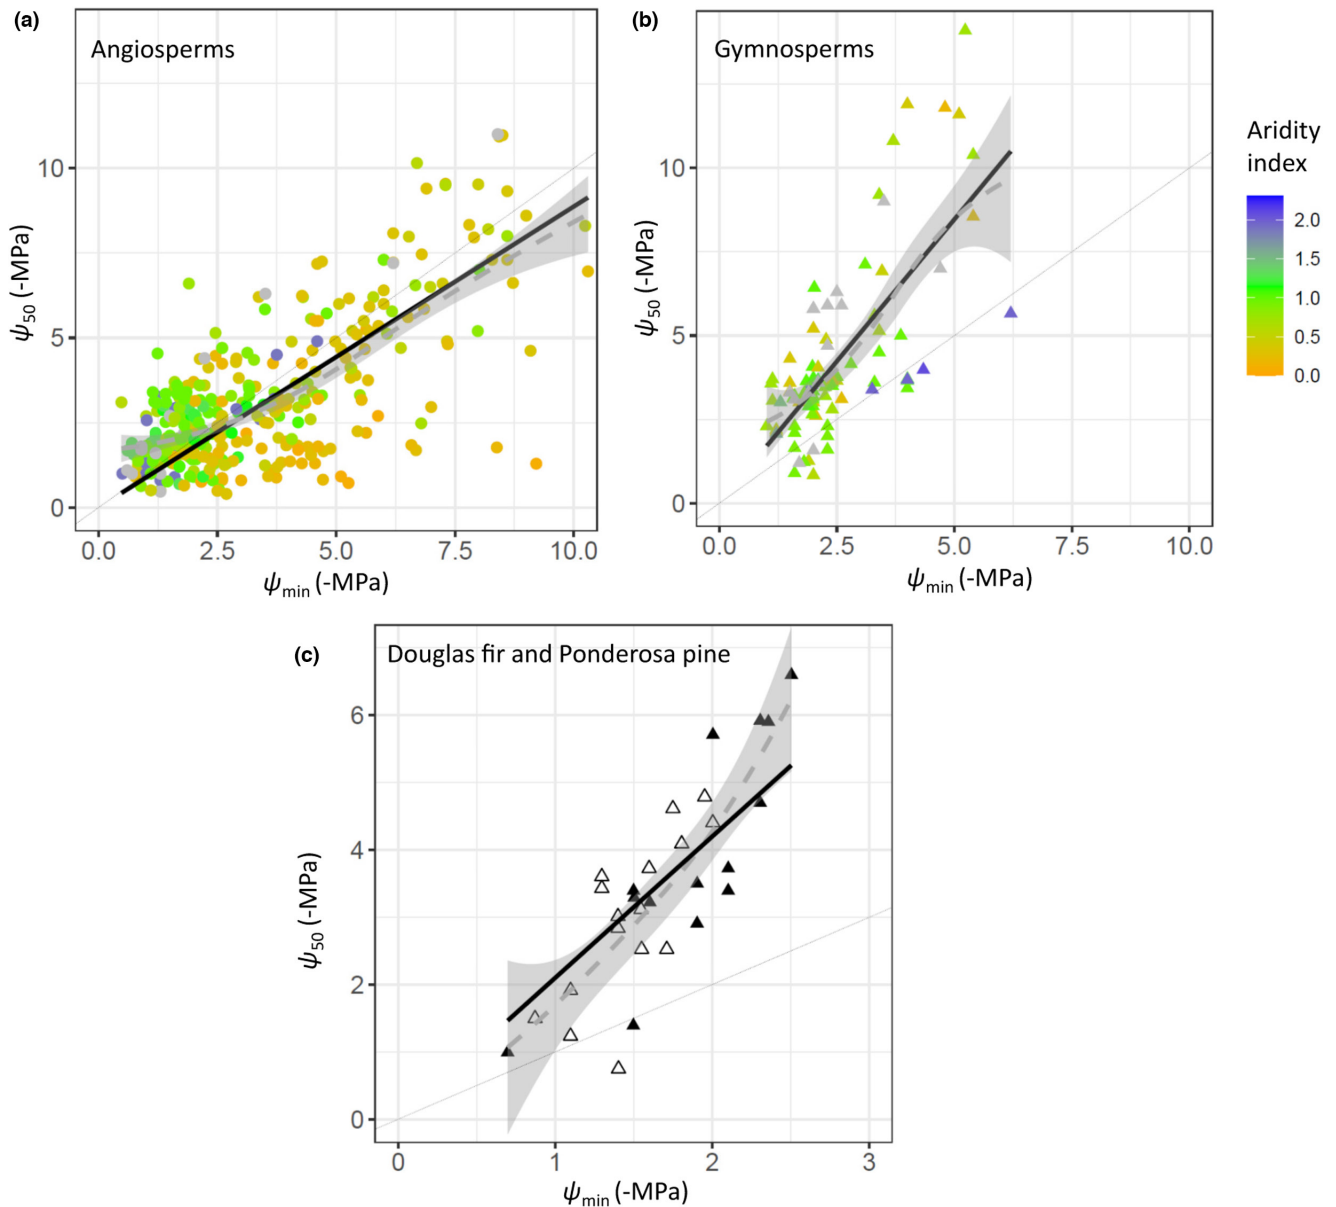 (a)
Angiosperms
10
5
0
ψ50 (-MPa)
0.0 2.5 5.0 7.5 10.0
ψmin (-MPa)
(b)
Gymnosperms
10
5
0
ψ50 (-MPa)
0.0 2.5 5.0 7.5 10.0
ψmin (-MPa)
Aridity
index
2.0
1.5
1.0
0.5
0.0
(c)
Douglas fir and Ponderosa pine
6
4
2
0
ψ50 (-MPa)
0 1 2 3
ψmin (-MPa)